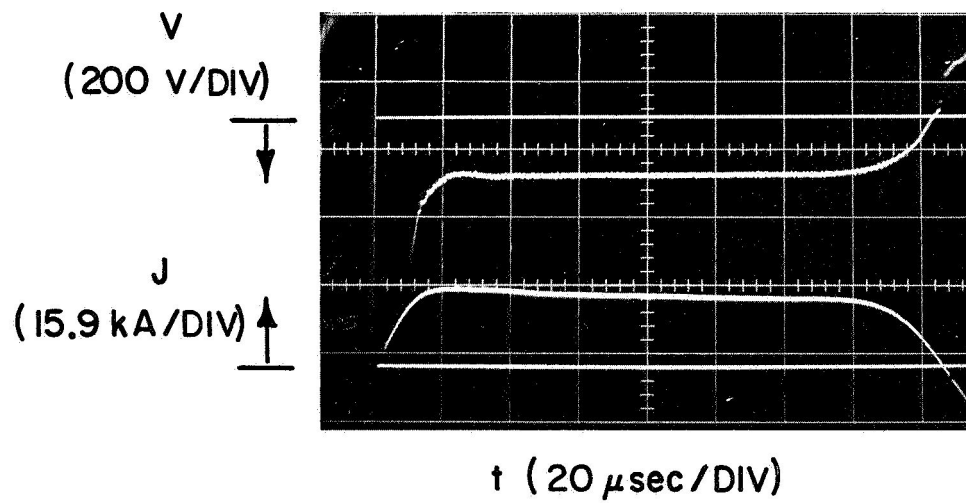 V
(200 V/DIV)
J
(15.9 kA/DIV)
t (20 μsec/DIV)